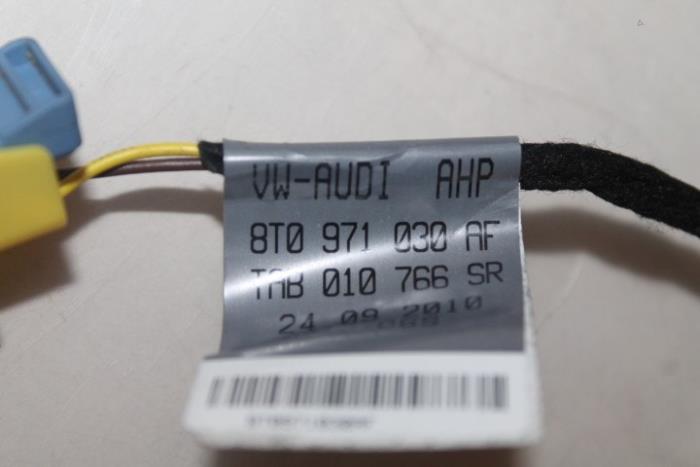 VW-AUDI AHP
8T0 971 030 AF
TAB 010 766 SR
24 09 2010